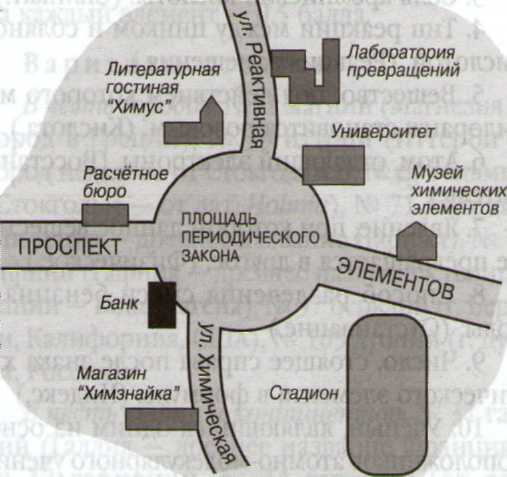 ул. Реактивная
Лаборатория
превращений
Литературная
гостиная
"Химус"
Университет
Расчётное
бюро
Музей
химических
элементов
ПЛОЩАДЬ
ПЕРИОДИЧЕСКОГО
ЗАКОНА
ПРОСПЕКТ
ЭЛЕМЕНТОВ
Банк
ул. Химическая
Магазин
"Химзнайка"
Стадион